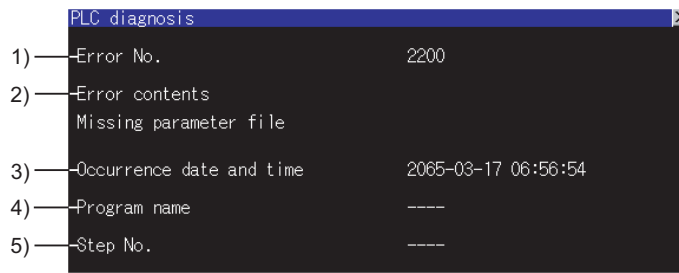 PLC diagnosis
1) Error No. 2200
2) Error contents
Missing parameter file
3) Occurrence date and time 2065-03-17 06:56:54
4) Program name ----
5) Step No. ----